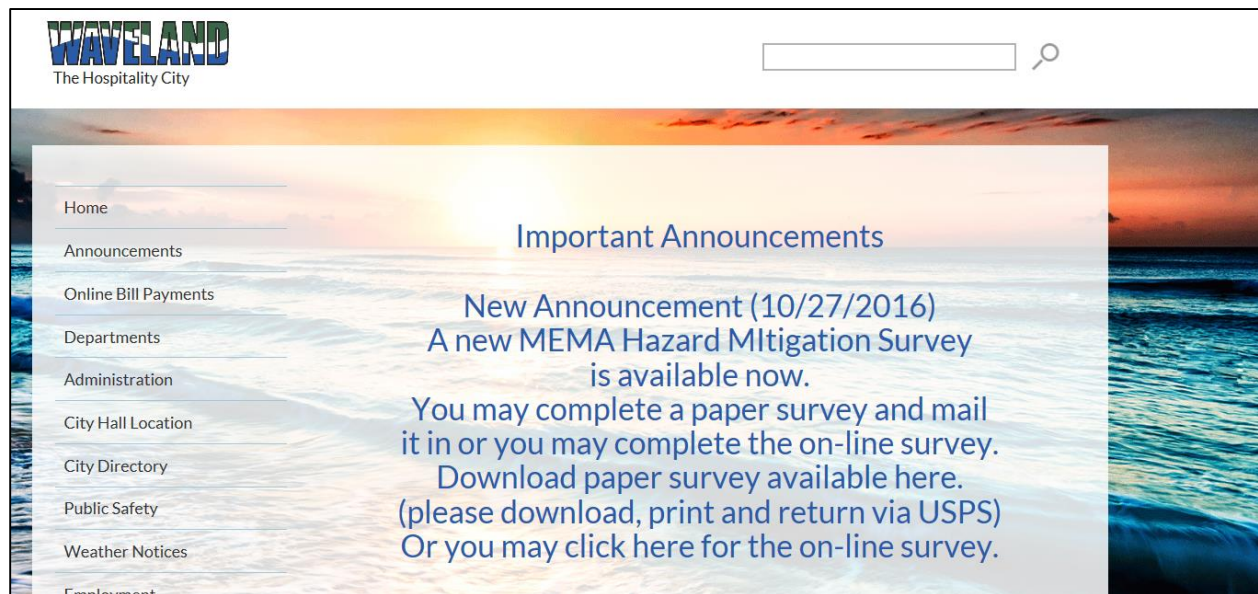 WAVELAND
The Hospitality City
Home
Announcements
Online Bill Payments
Departments
Administration
City Hall Location
City Directory
Public Safety
Weather Notices
Employment
Important Announcements
New Announcement (10/27/2016)
A new MEMA Hazard MItigation Survey
is available now.
You may complete a paper survey and mail
it in or you may complete the on-line survey.
Download paper survey available here.
(please download, print and return via USPS)
Or you may click here for the on-line survey.